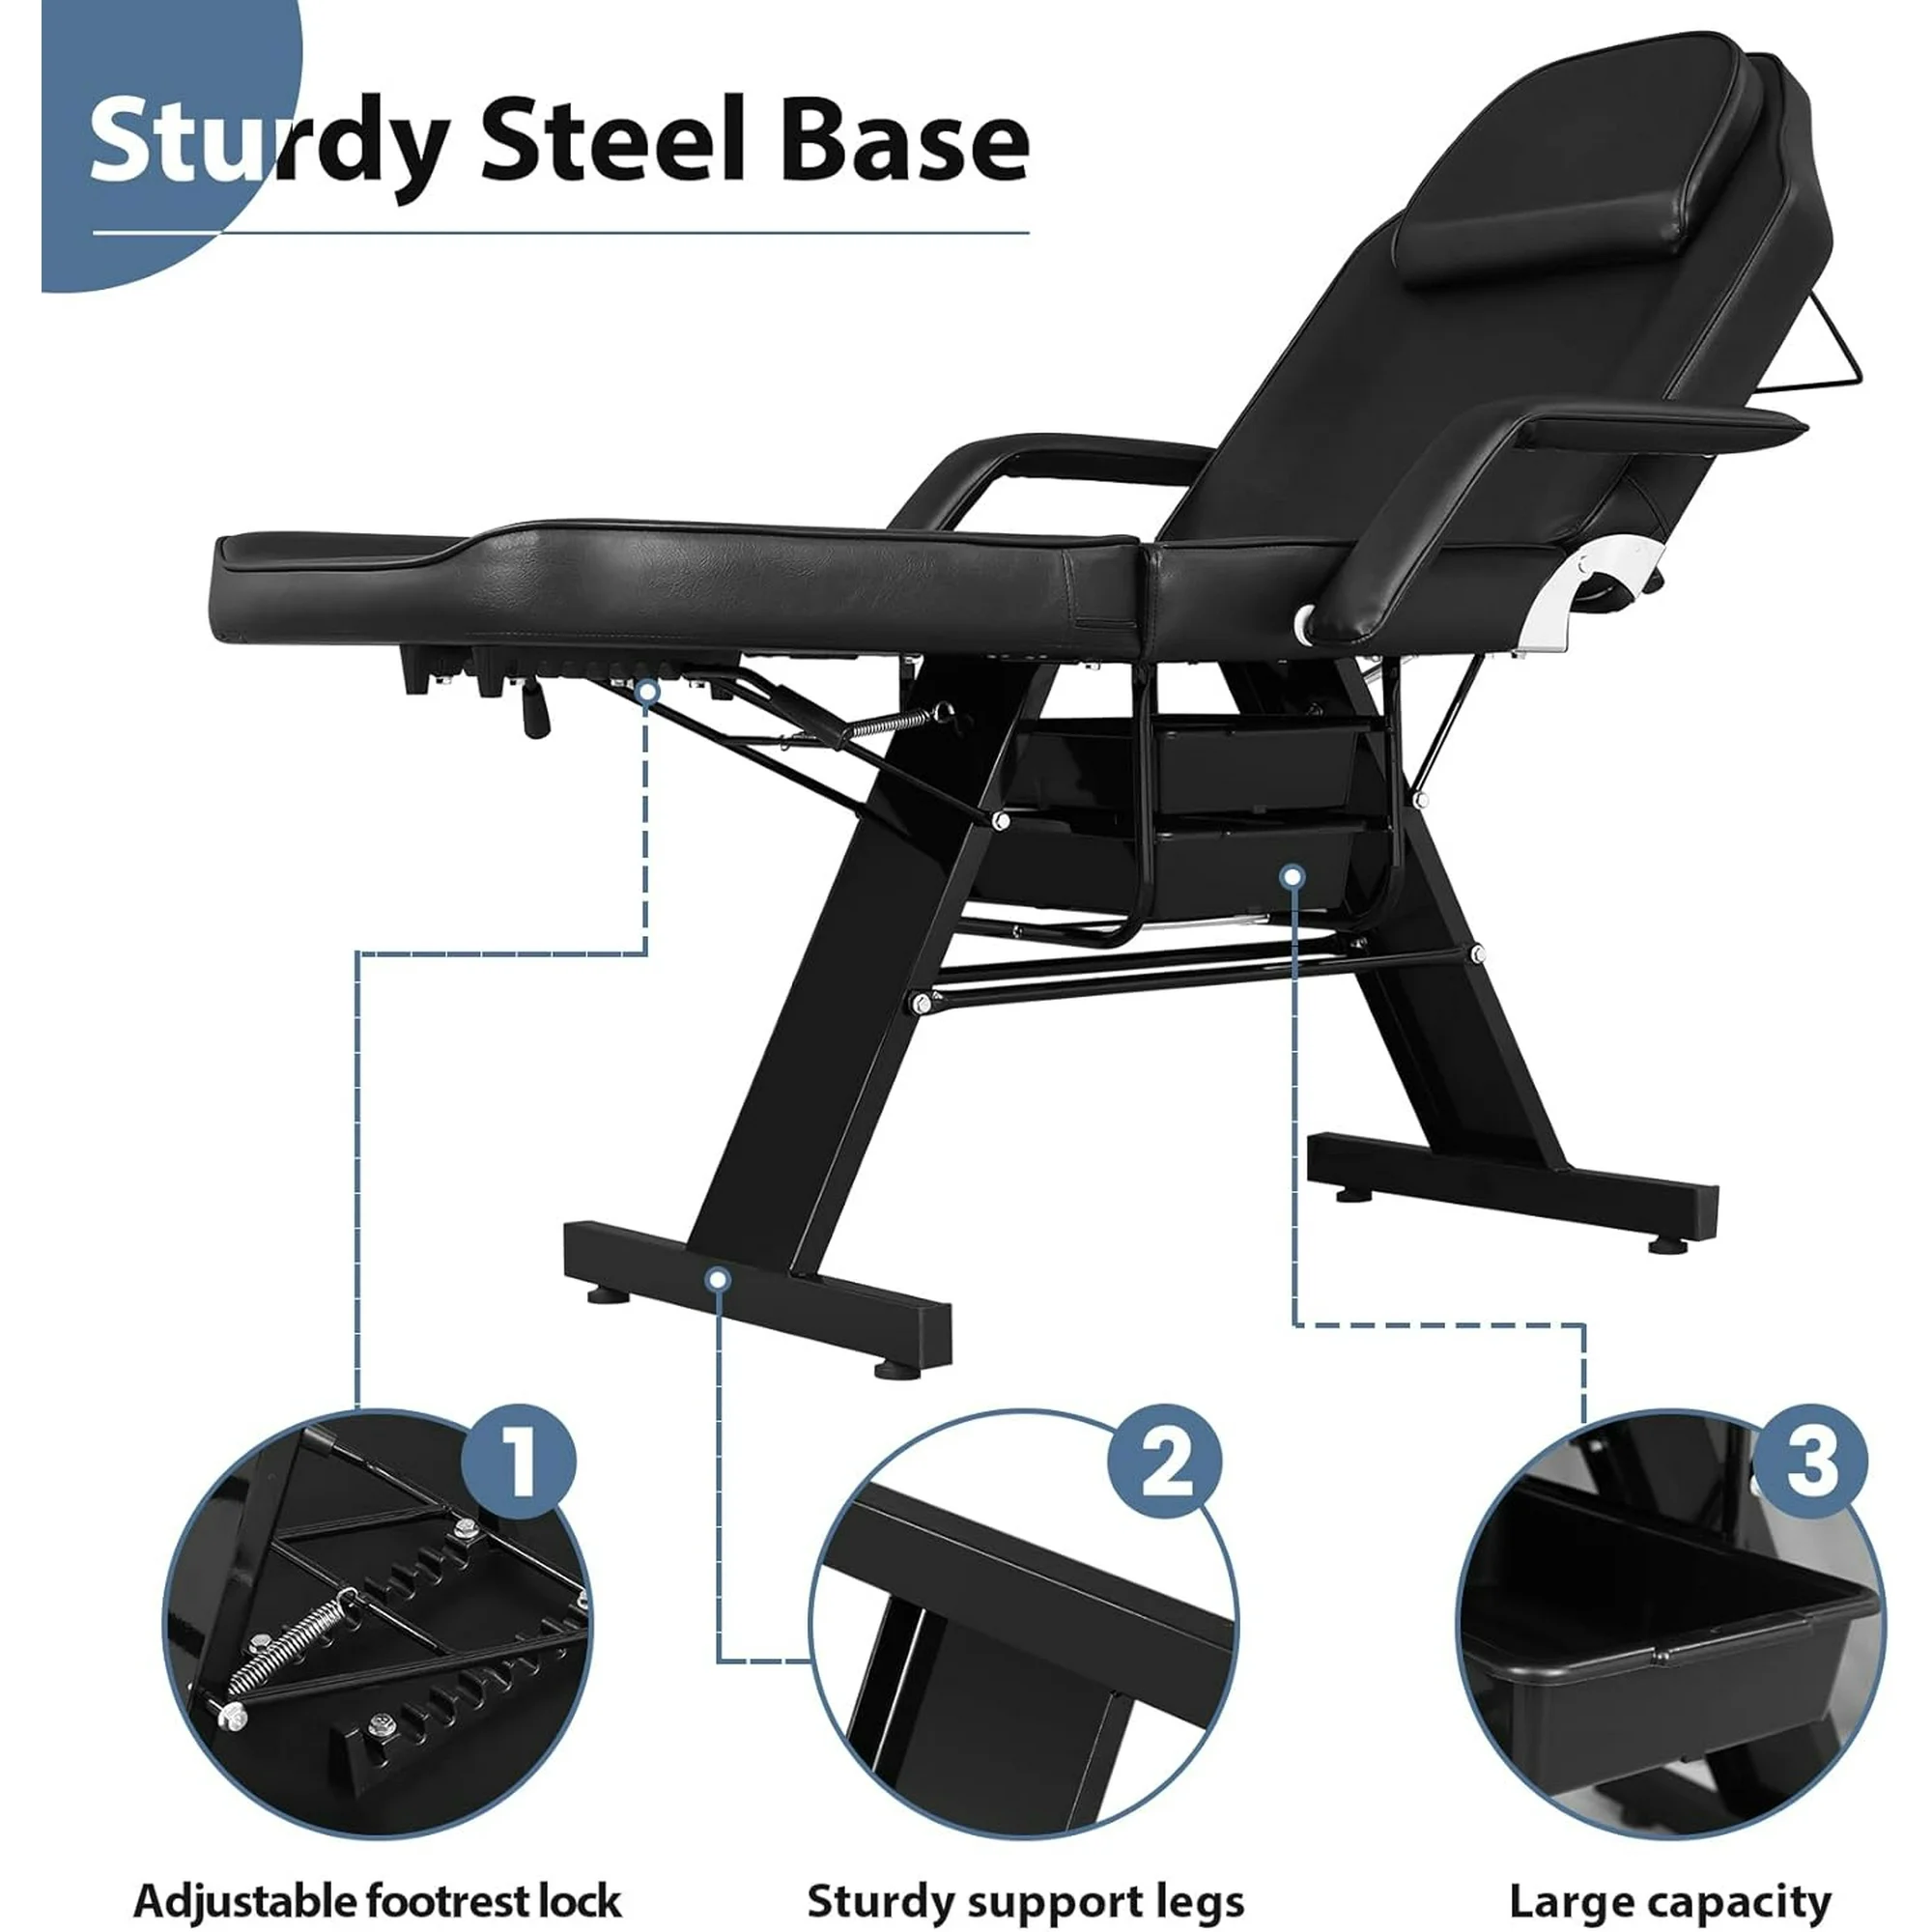 Sturdy Steel Base
1
2
3
Adjustable footrest lock
Sturdy support legs
Large capacity